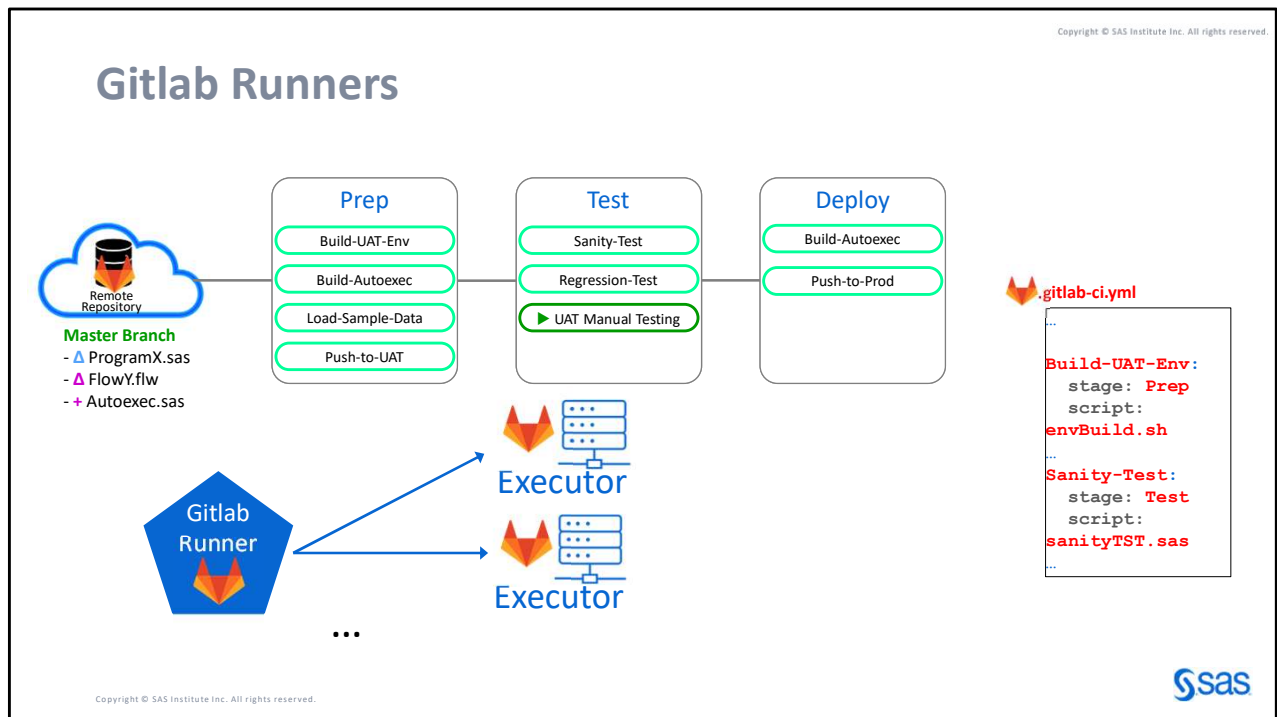 Copyright © SAS Institute Inc. All rights reserved.
Gitlab Runners
Prep
Build-UAT-Env
Build-Autoexec
Load-Sample-Data
Push-to-UAT
Test
Sanity-Test
Regression-Test
UAT Manual Testing
Deploy
Build-Autoexec
Push-to-Prod
Remote
Repository
Master Branch
- Δ ProgramX.sas
- Δ FlowY.flw
- + Autoexec.sas
.gitlab-ci.yml
...
Build-UAT-Env:
stage: Prep
script:
envBuild.sh
...
Sanity-Test:
stage: Test
script:
sanityTST.sas
...
Gitlab
Runner
Executor
Executor
...
Copyright © SAS Institute Inc. All rights reserved.
sas